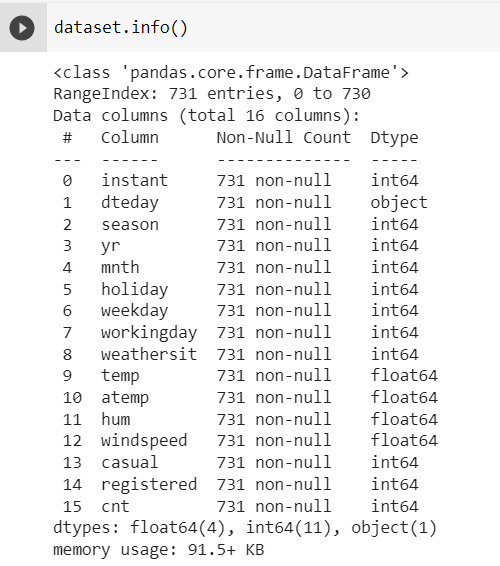 dataset.info()
<class 'pandas.core.frame.DataFrame'>
RangeIndex: 731 entries, 0 to 730
Data columns (total 16 columns):
 #   Column      Non-Null Count  Dtype
---  ------      --------------  -----
 0   instant     731 non-null    int64
 1   dteday      731 non-null    object
 2   season      731 non-null    int64
 3   yr          731 non-null    int64
 4   mnth        731 non-null    int64
 5   holiday     731 non-null    int64
 6   weekday     731 non-null    int64
 7   workingday  731 non-null    int64
 8   weathersit  731 non-null    int64
 9   temp        731 non-null    float64
 10  atemp       731 non-null    float64
 11  hum         731 non-null    float64
 12  windspeed   731 non-null    float64
 13  casual      731 non-null    int64
 14  registered  731 non-null    int64
 15  cnt         731 non-null    int64
dtypes: float64(4), int64(11), object(1)
memory usage: 91.5+ KB